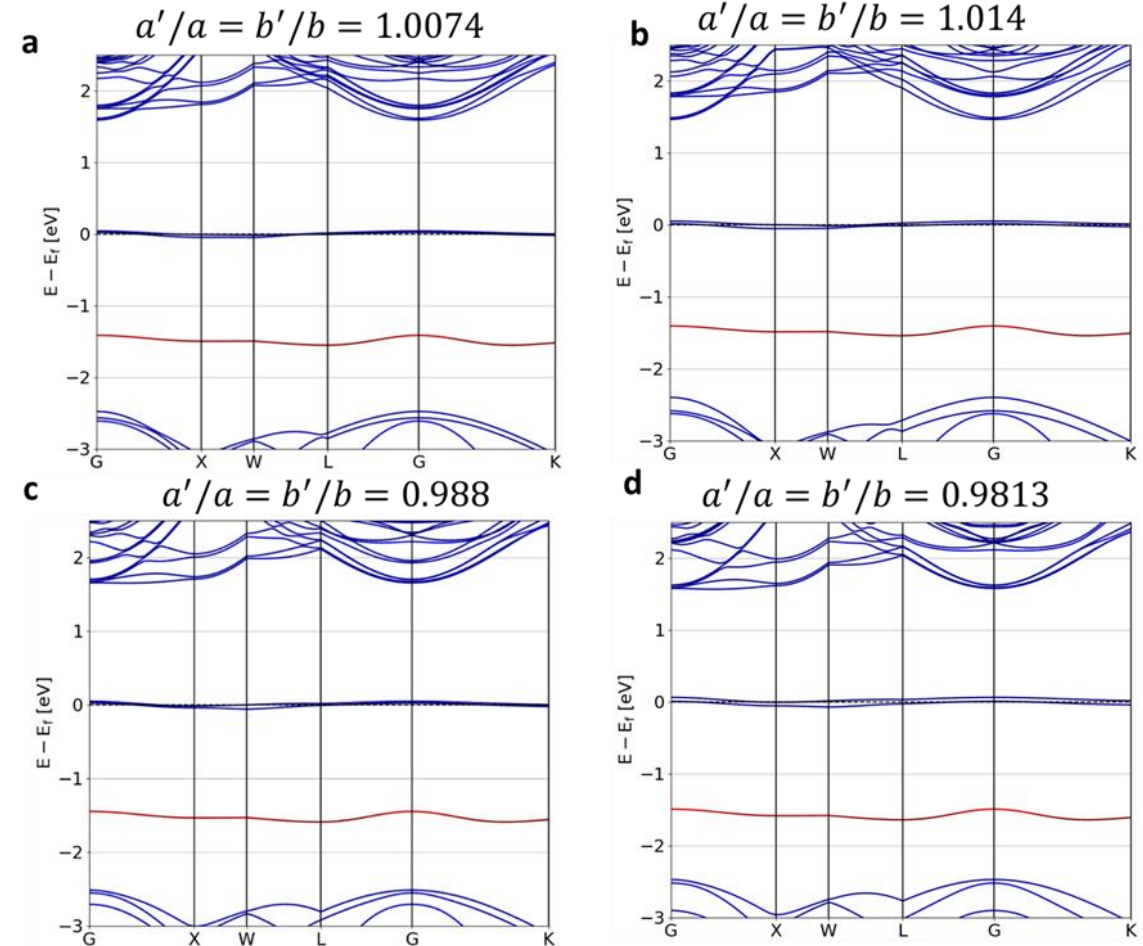 a
a′/a = b′/b = 1.0074
E − E_f [eV]
2
1
0
−1
−2
−3
G X W L G K
b
a′/a = b′/b = 1.014
E − E_f [eV]
2
1
0
−1
−2
−3
G X W L G K
c
a′/a = b′/b = 0.988
E − E_f [eV]
2
1
0
−1
−2
−3
G X W L G K
d
a′/a = b′/b = 0.9813
E − E_f [eV]
2
1
0
−1
−2
−3
G X W L G K